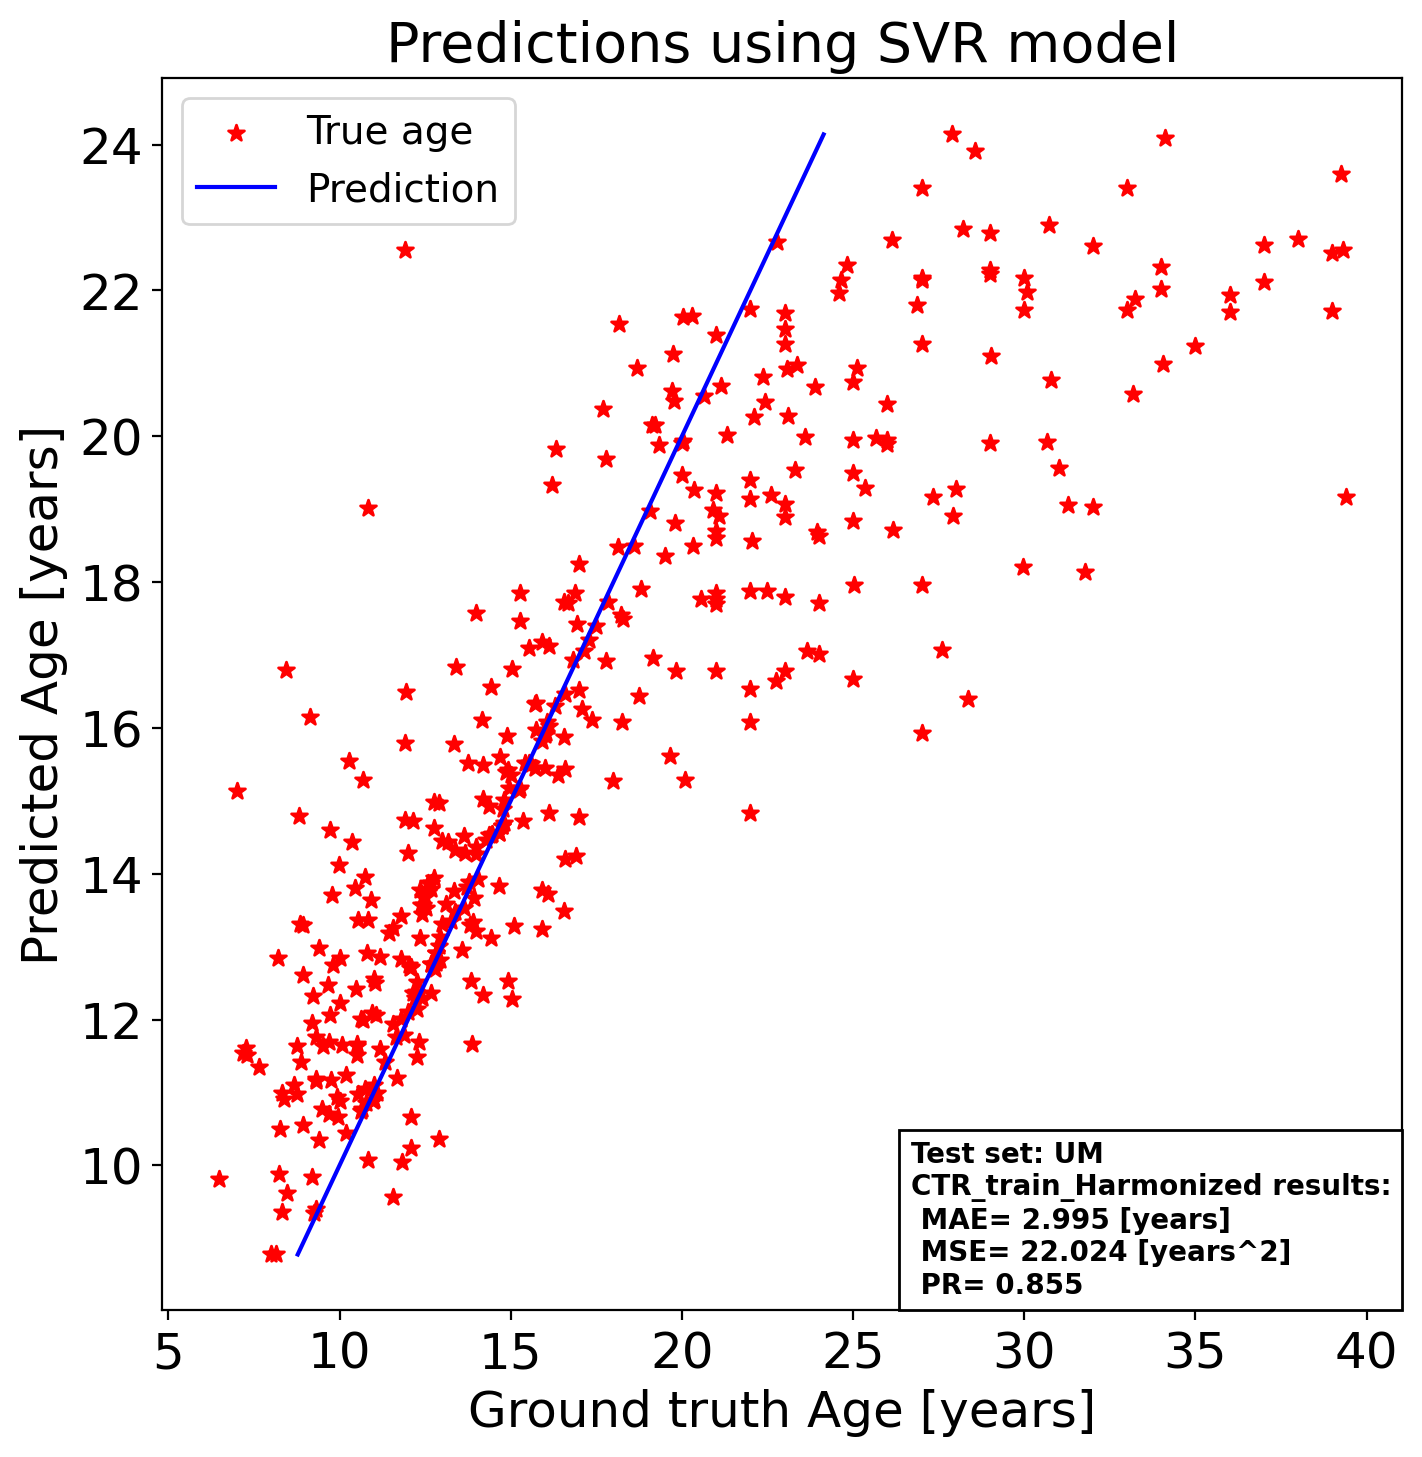 Predictions using SVR model
True age
Prediction
24
22
20
18
16
14
12
10
Predicted Age [years]
5
10
15
20
25
30
35
40
Ground truth Age [years]
Test set: UM
CTR_train_Harmonized results:
MAE= 2.995 [years]
MSE= 22.024 [years^2]
PR= 0.855